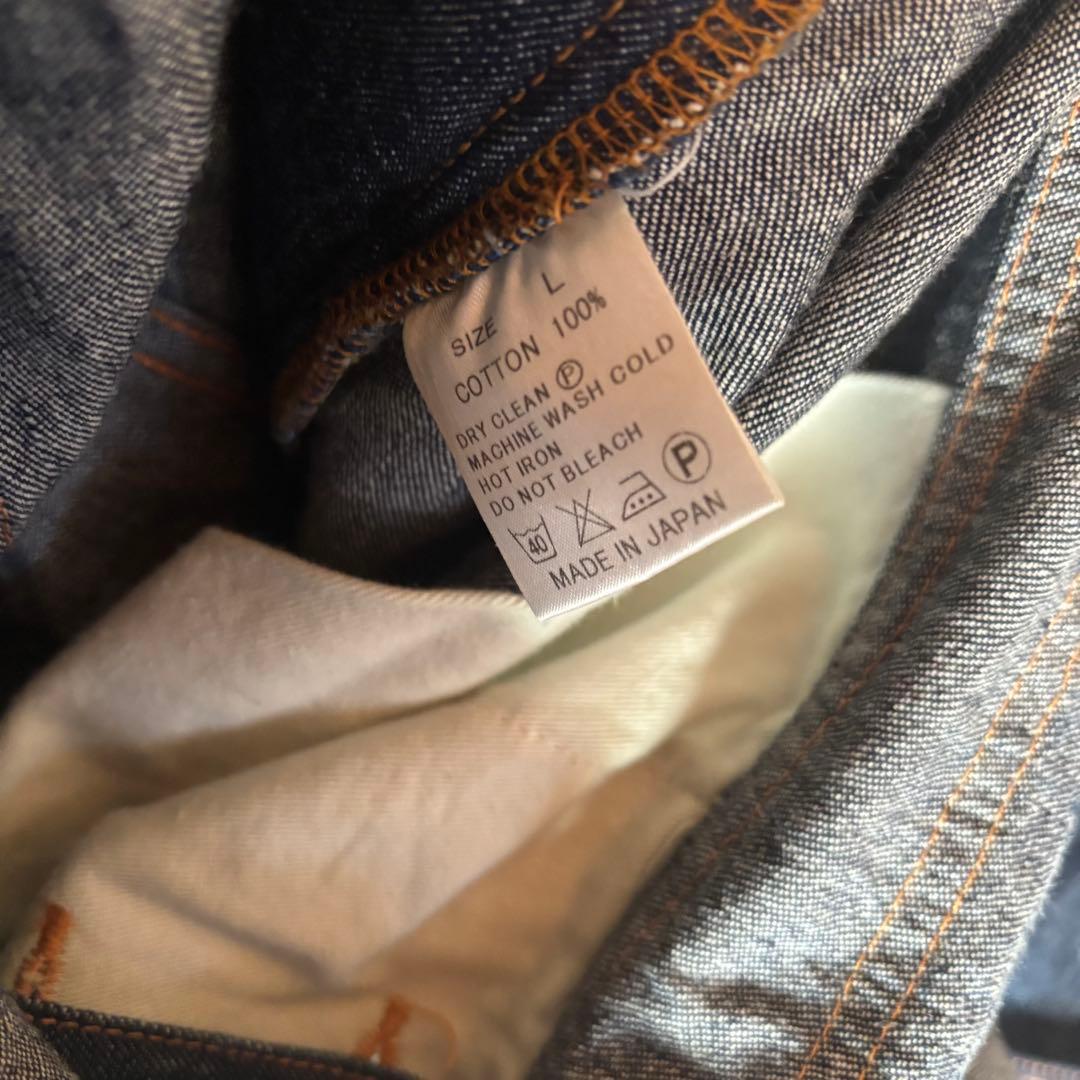 SIZE L
COTTON 100%
DRY CLEAN Ⓟ
MACHINE WASH COLD
HOT IRON
DO NOT BLEACH
40 P
MADE IN JAPAN